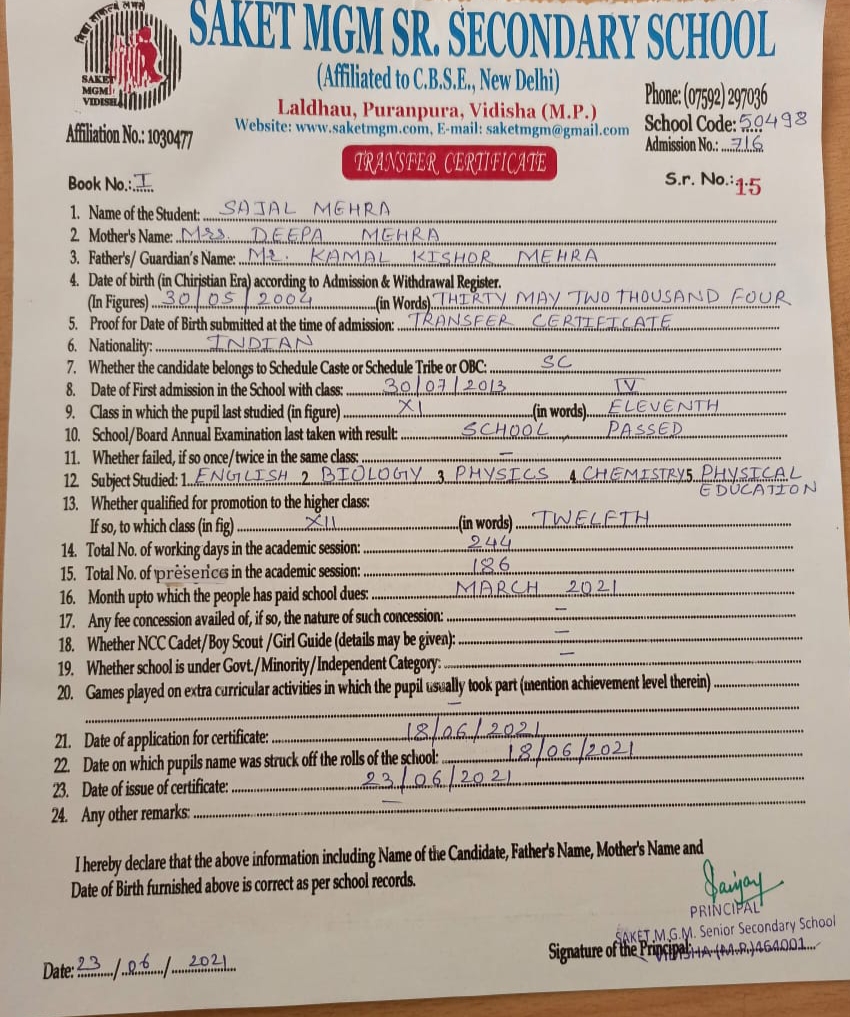 विद्ययाऽमृतमश्नुते
SAKET
MGM
VIDISHA
SAKET MGM SR. SECONDARY SCHOOL
(Affiliated to C.B.S.E., New Delhi)
Laldhau, Puranpura, Vidisha (M.P.)
Website: www.saketmgm.com, E-mail: saketmgm@gmail.com
Phone: (07592) 297036
School Code: 50498
Admission No.: 716
Affiliation No.: 1030477
TRANSFER CERTIFICATE
Book No.: I
S.r. No.: 15
1. Name of the Student: SAJAL MEHRA
2. Mother's Name: Mrs. DEEPA MEHRA
3. Father's/ Guardian's Name: Mr. KAMAL KISHOR MEHRA
4. Date of birth (in Chiristian Era) according to Admission & Withdrawal Register.
(In Figures) 30/05/2004 (in Words) THIRTY MAY TWO THOUSAND FOUR
5. Proof for Date of Birth submitted at the time of admission: TRANSFER CERTIFICATE
6. Nationality: INDIAN
7. Whether the candidate belongs to Schedule Caste or Schedule Tribe or OBC: SC
8. Date of First admission in the School with class: 30/07/2013 IV
9. Class in which the pupil last studied (in figure) XI (in words) ELEVENTH
10. School/Board Annual Examination last taken with result: SCHOOL, PASSED
11. Whether failed, if so once/twice in the same class: –
12. Subject Studied: 1. ENGLISH 2 BIOLOGY 3 PHYSICS 4 CHEMISTRY 5 PHYSICAL
EDUCATION
13. Whether qualified for promotion to the higher class:
If so, to which class (in fig) XII (in words) TWELFTH
14. Total No. of working days in the academic session: 244
15. Total No. of presence in the academic session: 186
16. Month upto which the people has paid school dues: MARCH 2021
17. Any fee concession availed of, if so, the nature of such concession: –
18. Whether NCC Cadet/Boy Scout /Girl Guide (details may be given): –
19. Whether school is under Govt./Minority/Independent Category: –
20. Games played on extra curricular activities in which the pupil usually took part (mention achievement level therein)
–
21. Date of application for certificate: 18/06/2021
22. Date on which pupils name was struck off the rolls of the school: 18/06/2021
23. Date of issue of certificate: 23/06/2021
24. Any other remarks: –
I hereby declare that the above information including Name of the Candidate, Father's Name, Mother's Name and
Date of Birth furnished above is correct as per school records.
Sanjay
PRINCIPAL
SAKET M.G.M. Senior Secondary School
Signature of the Principal: VIDISHA (M.P.) 464001
Date: 23/06/2021